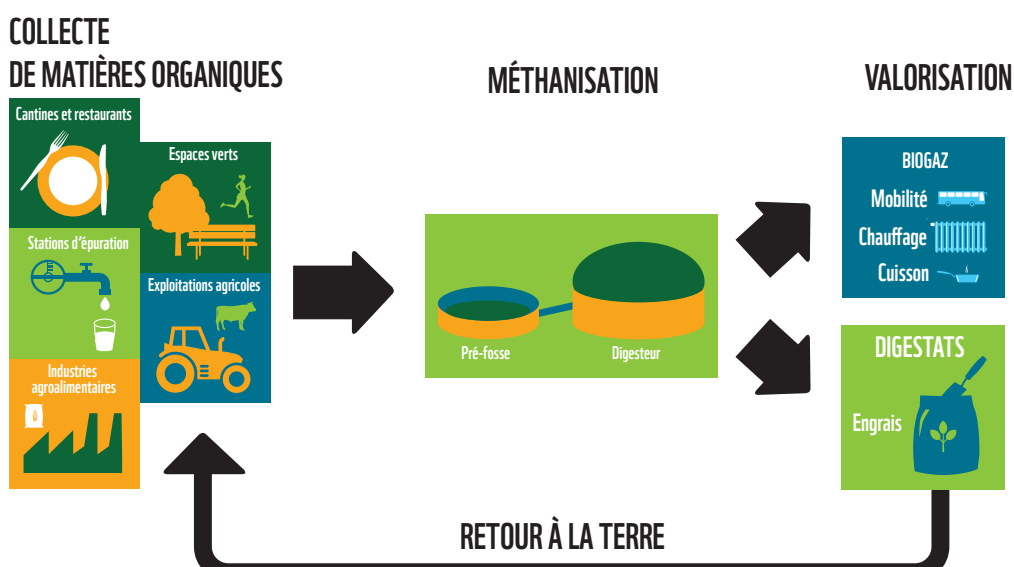 COLLECTE
DE MATIÈRES ORGANIQUES
Cantines et restaurants
Espaces verts
Stations d'épuration
Exploitations agricoles
Industries
agroalimentaires
MÉTHANISATION
Pré-fosse
Digesteur
VALORISATION
BIOGAZ
Mobilité
Chauffage
Cuisson
DIGESTATS
Engrais
RETOUR À LA TERRE